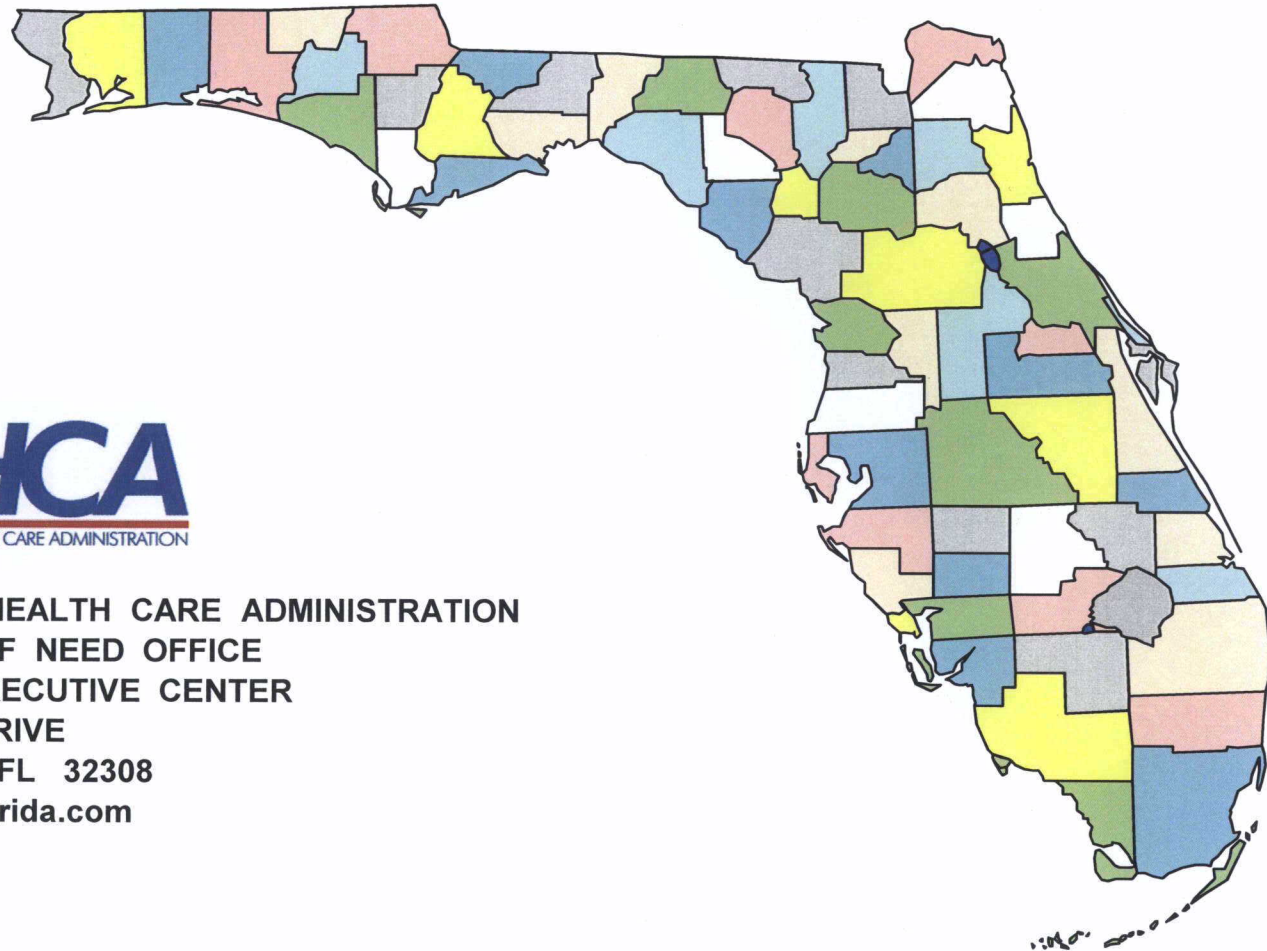 HCA
CARE ADMINISTRATION
HEALTH CARE ADMINISTRATION
F NEED OFFICE
ECUTIVE CENTER
RIVE
FL 32308
rida.com